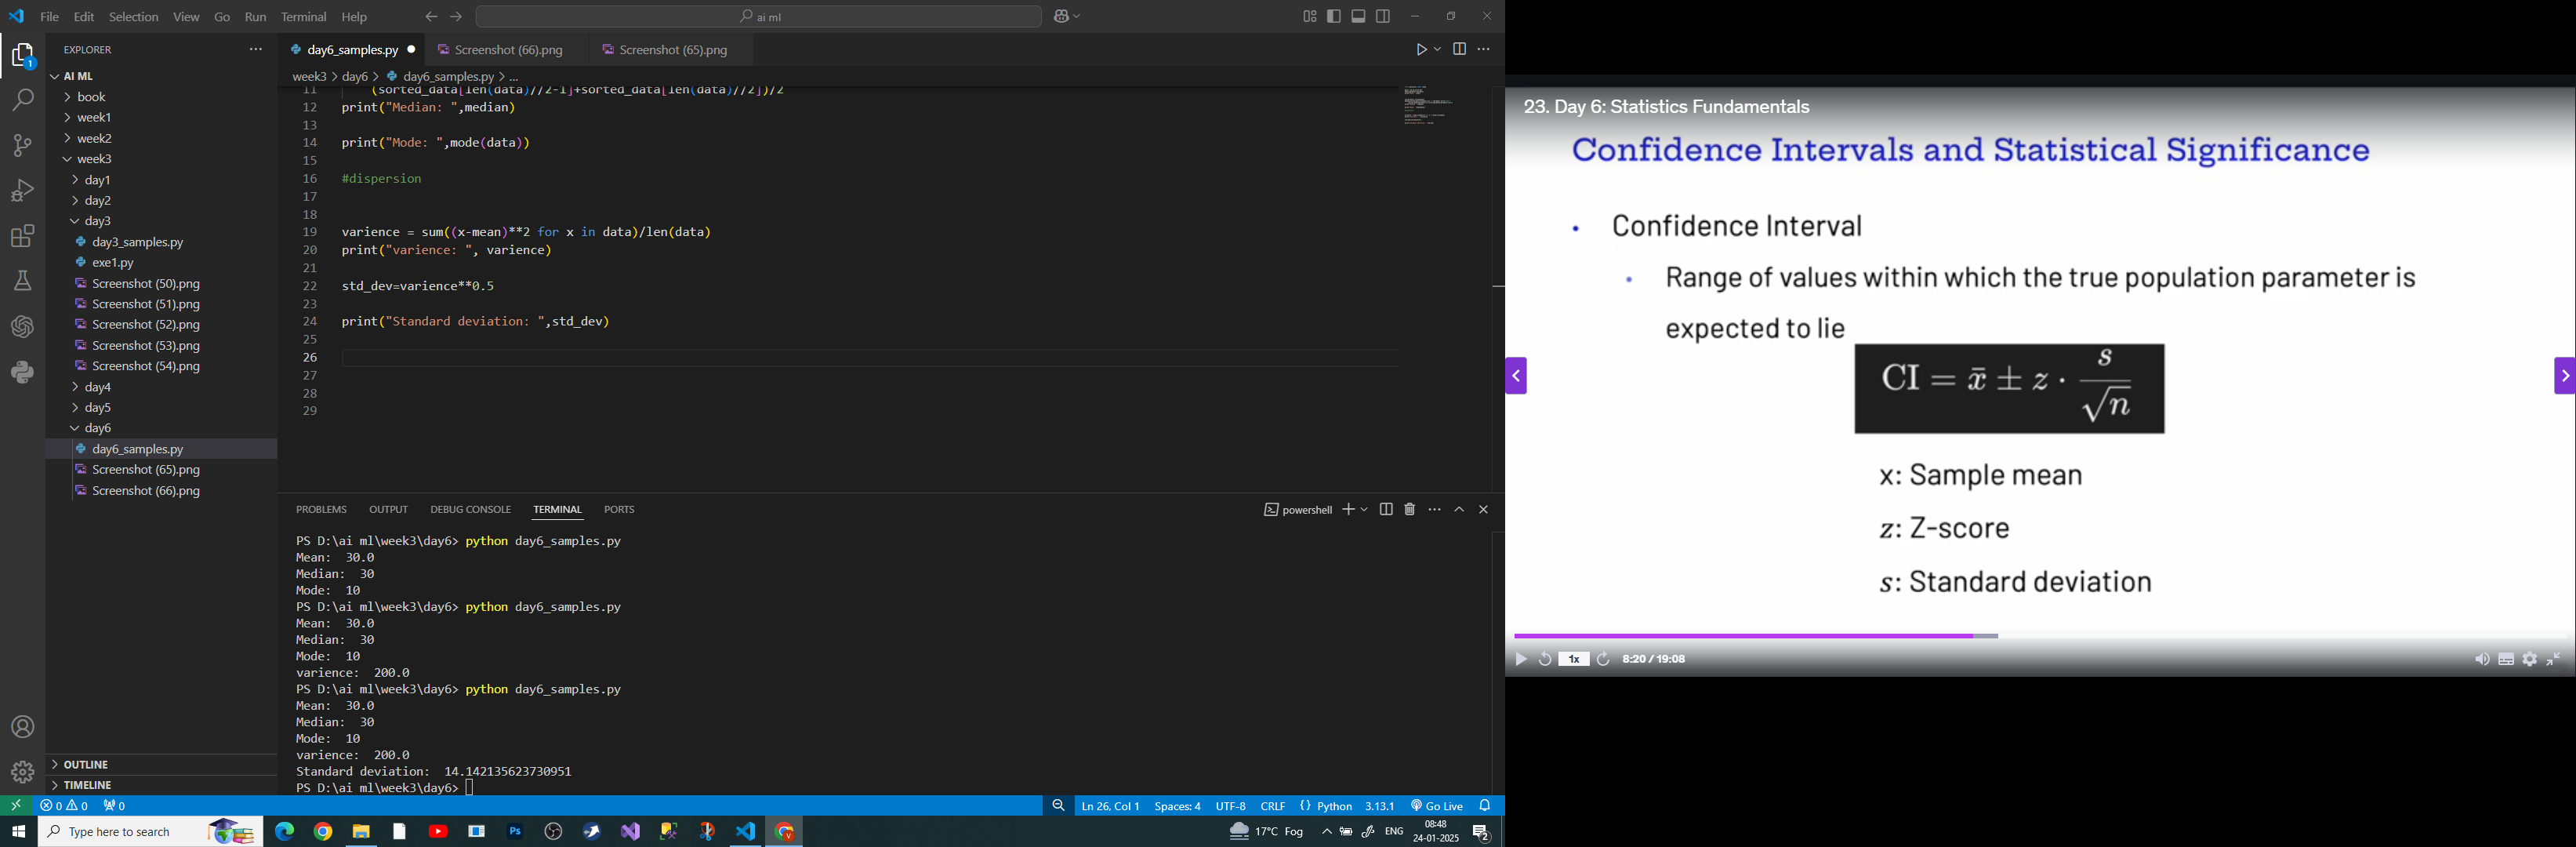 File Edit Selection View Go Run Terminal Help
ai ml
EXPLORER
AI ML
book
week1
week2
week3
day1
day2
day3
day3_samples.py
exe1.py
Screenshot (50).png
Screenshot (51).png
Screenshot (52).png
Screenshot (53).png
Screenshot (54).png
day4
day5
day6
day6_samples.py
Screenshot (65).png
Screenshot (66).png
OUTLINE
TIMELINE
1
day6_samples.py Screenshot (66).png Screenshot (65).png
week3 > day6 > day6_samples.py > ...
11 (sorted_data[len(data)//2-1]+sorted_data[len(data)//2])/2
12 print("Median: ",median)
13
14 print("Mode: ",mode(data))
15
16 #dispersion
17
18
19 varience = sum((x-mean)**2 for x in data)/len(data)
20 print("varience: ", varience)
21
22 std_dev=varience**0.5
23
24 print("Standard deviation: ",std_dev)
25
26
27
28
29
PROBLEMS OUTPUT DEBUG CONSOLE TERMINAL PORTS
powershell
PS D:\ai ml\week3\day6> python day6_samples.py
Mean:  30.0
Median:  30
Mode:  10
PS D:\ai ml\week3\day6> python day6_samples.py
Mean:  30.0
Median:  30
Mode:  10
varience:  200.0
PS D:\ai ml\week3\day6> python day6_samples.py
Mean:  30.0
Median:  30
Mode:  10
varience:  200.0
Standard deviation:  14.142135623730951
PS D:\ai ml\week3\day6>
0 0 0
Ln 26, Col 1 Spaces: 4 UTF-8 CRLF {} Python 3.13.1 Go Live
Type here to search
Ps
17°C Fog
ENG
08:48
24-01-2025
2
23. Day 6: Statistics Fundamentals
Confidence Intervals and Statistical Significance
• Confidence Interval
• Range of values within which the true population parameter is
expected to lie
CI = x̄ ± z · s/√n
x: Sample mean
z: Z-score
s: Standard deviation
1x
8:20 / 19:08